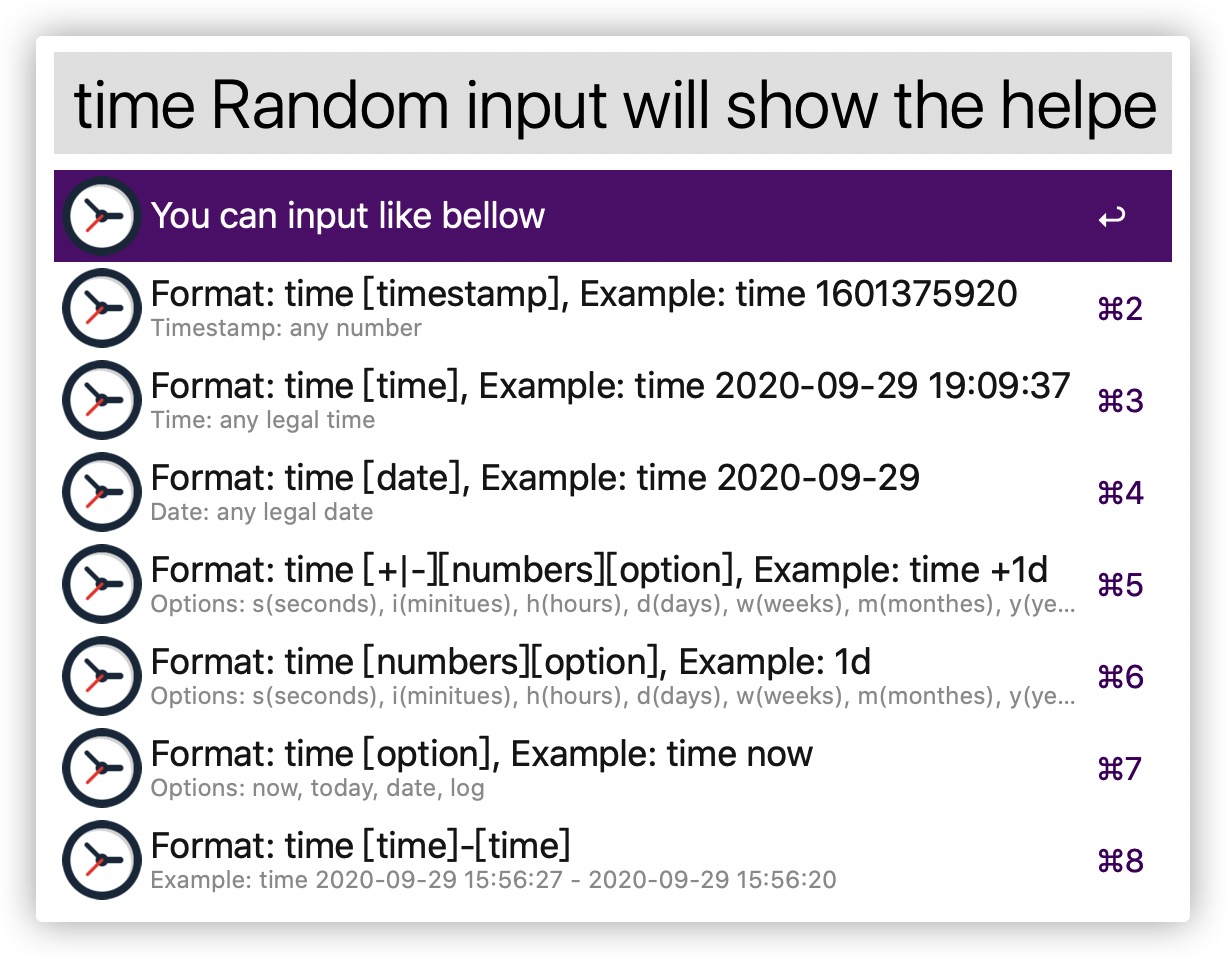 time Random input will show the helpe
You can input like bellow ↩
Format: time [timestamp], Example: time 1601375920 ⌘2
Timestamp: any number
Format: time [time], Example: time 2020-09-29 19:09:37 ⌘3
Time: any legal time
Format: time [date], Example: time 2020-09-29 ⌘4
Date: any legal date
Format: time [+|-][numbers][option], Example: time +1d ⌘5
Options: s(seconds), i(minitues), h(hours), d(days), w(weeks), m(monthes), y(ye...
Format: time [numbers][option], Example: 1d ⌘6
Options: s(seconds), i(minitues), h(hours), d(days), w(weeks), m(monthes), y(ye...
Format: time [option], Example: time now ⌘7
Options: now, today, date, log
Format: time [time]-[time] ⌘8
Example: time 2020-09-29 15:56:27 - 2020-09-29 15:56:20